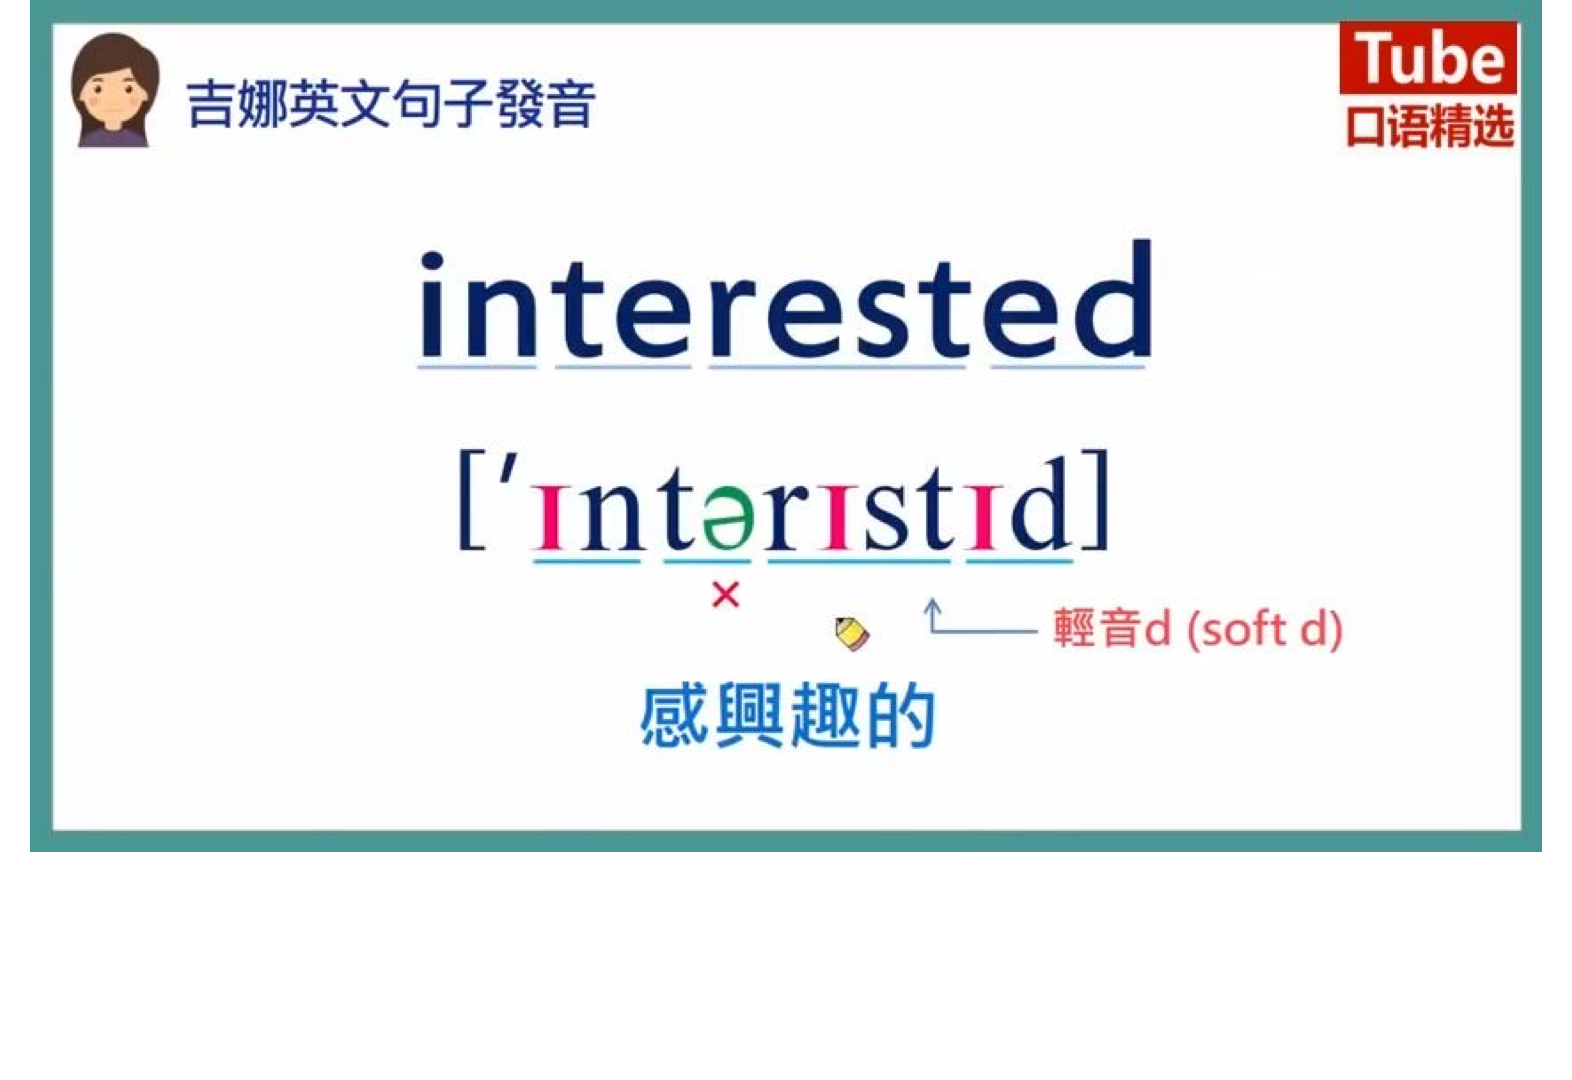 吉娜英文句子發音
Tube
口语精选
interested
[ˈɪntərɪstɪd]
×
輕音d (soft d)
感興趣的